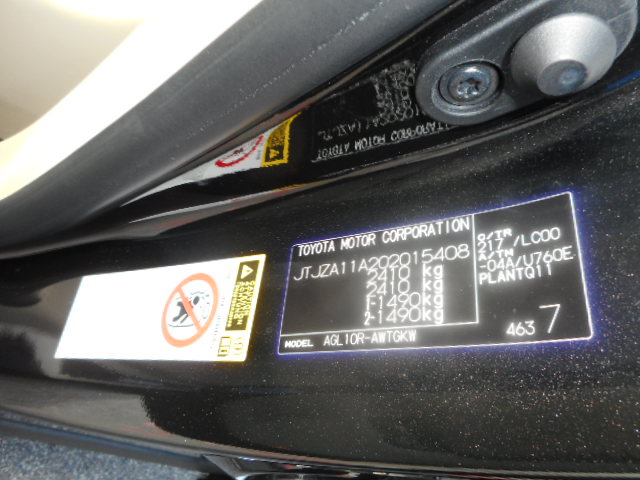 TOYOTA MOTOR CORPORATION
JTJZA11A202015408
2410 kg
2410 kg
1-1490kg
2-1490kg
MODEL AGL10R-AWTGKW
C/TR
217 /LC00
A/TM
-04A/U760E
PLANTQ11
463 7